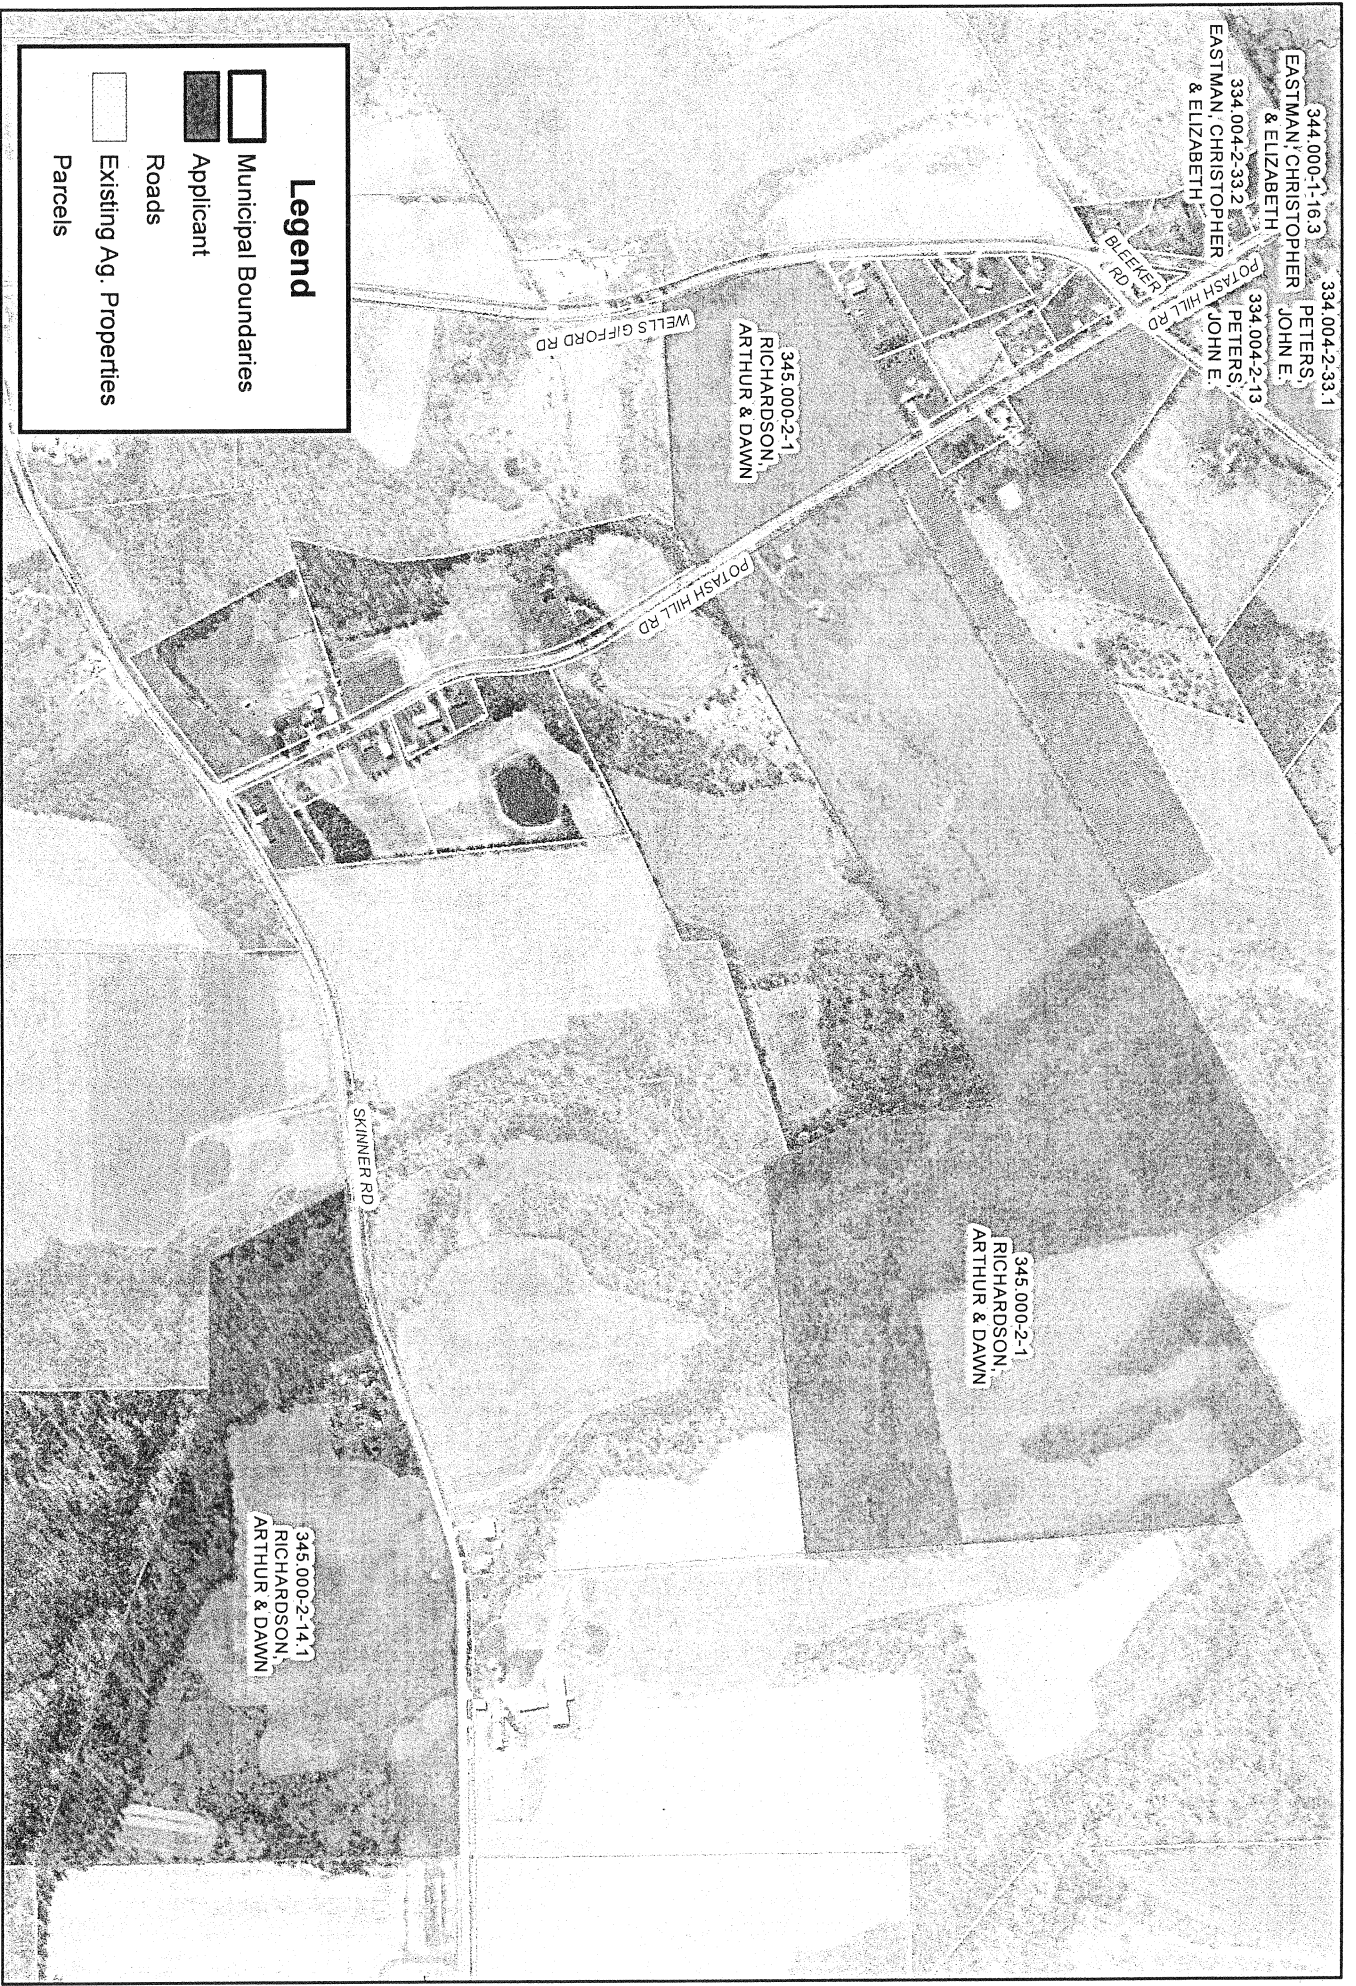 344.000-1-16.3
EASTMAN, CHRISTOPHER
& ELIZABETH
334.004-2-33.2
EASTMAN, CHRISTOPHER
& ELIZABETH
334.004-2-33.1
PETERS,
JOHN E.
334.004-2-13
PETERS,
JOHN E.
POTASH HILL RD
BLEEKER
RD
WELLS GIFFORD RD
345.000-2-1
RICHARDSON,
ARTHUR & DAWN
POTASH HILL RD
345.000-2-1
RICHARDSON,
ARTHUR & DAWN
SKINNER RD
345.000-2-14.1
RICHARDSON,
ARTHUR & DAWN
Legend
Municipal Boundaries
Applicant
Roads
Existing Ag. Properties
Parcels